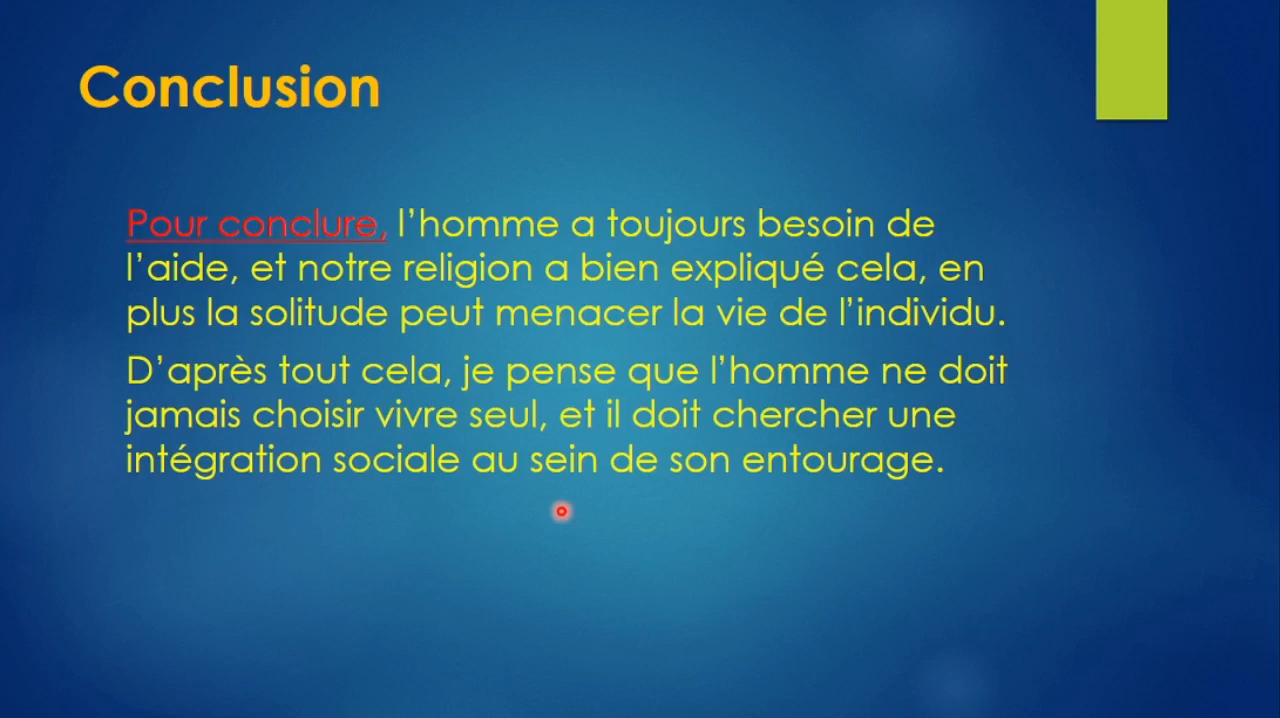 Conclusion
Pour conclure, l’homme a toujours besoin de
l’aide, et notre religion a bien expliqué cela, en
plus la solitude peut menacer la vie de l’individu.
D’après tout cela, je pense que l’homme ne doit
jamais choisir vivre seul, et il doit chercher une
intégration sociale au sein de son entourage.